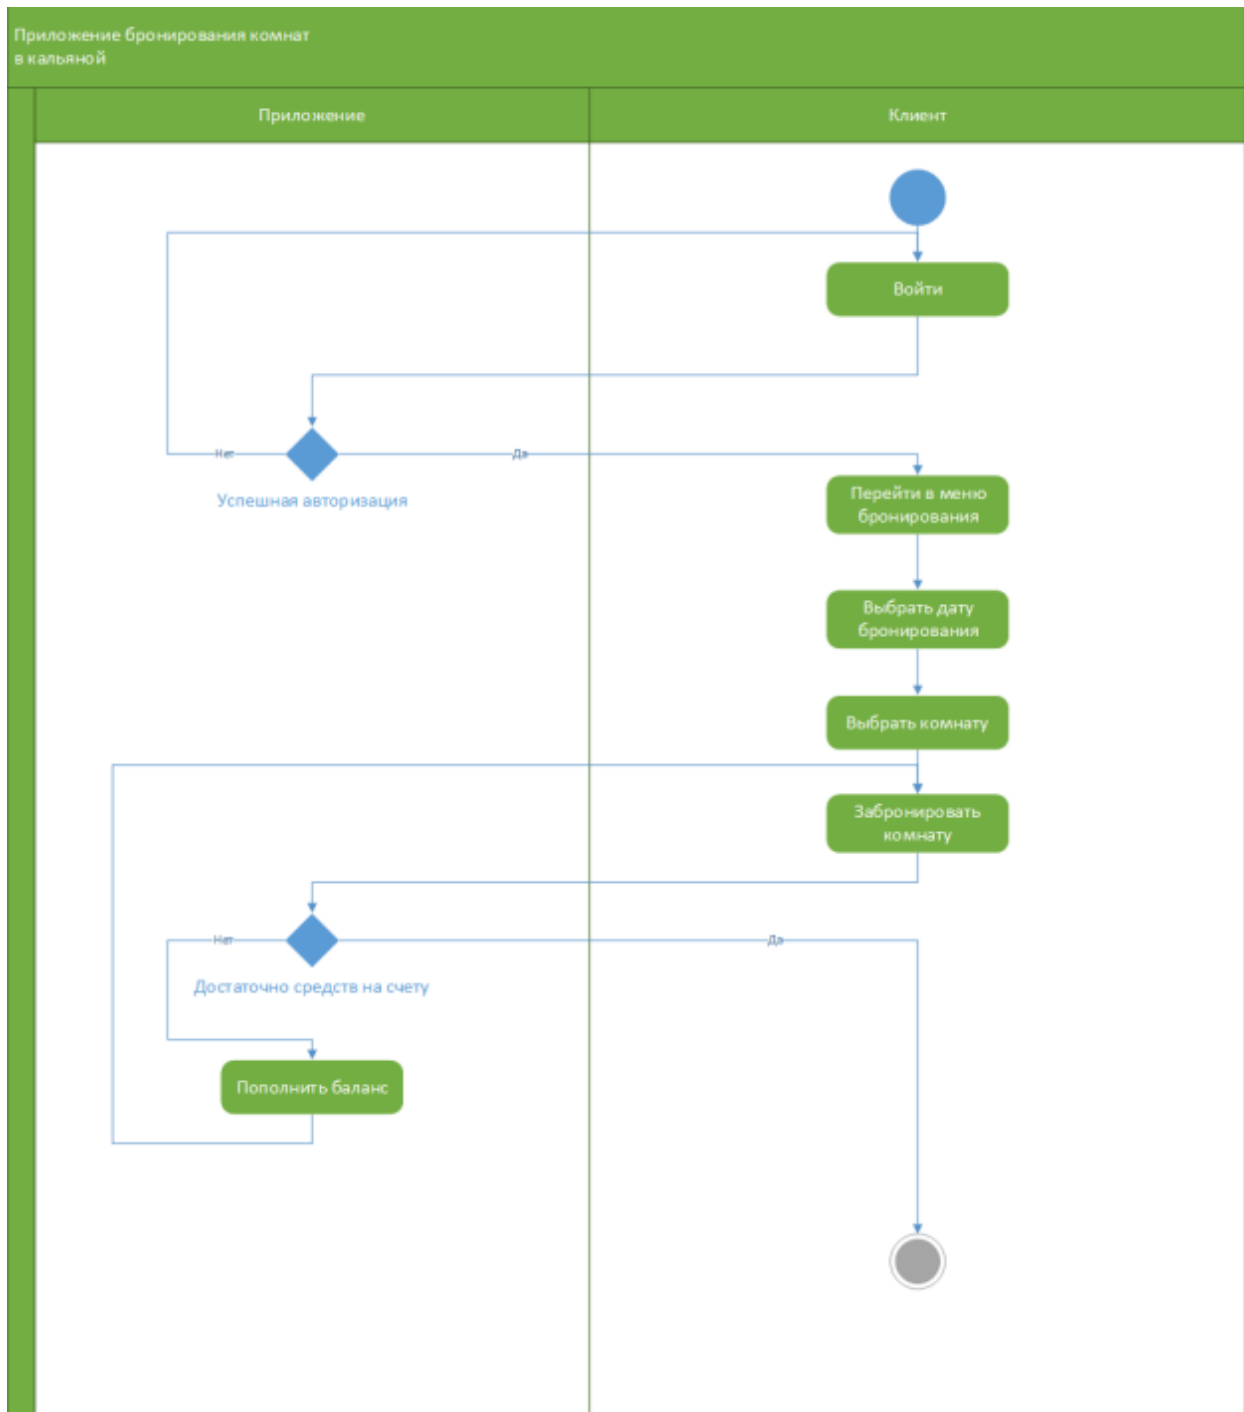 Приложение бронирования комнат
в кальяной
Приложение
Клиент
Войти
Нет
Да
Успешная авторизация
Перейти в меню
бронирования
Выбрать дату
бронирования
Выбрать комнату
Забронировать
комнату
Нет
Да
Достаточно средств на счету
Пополнить баланс